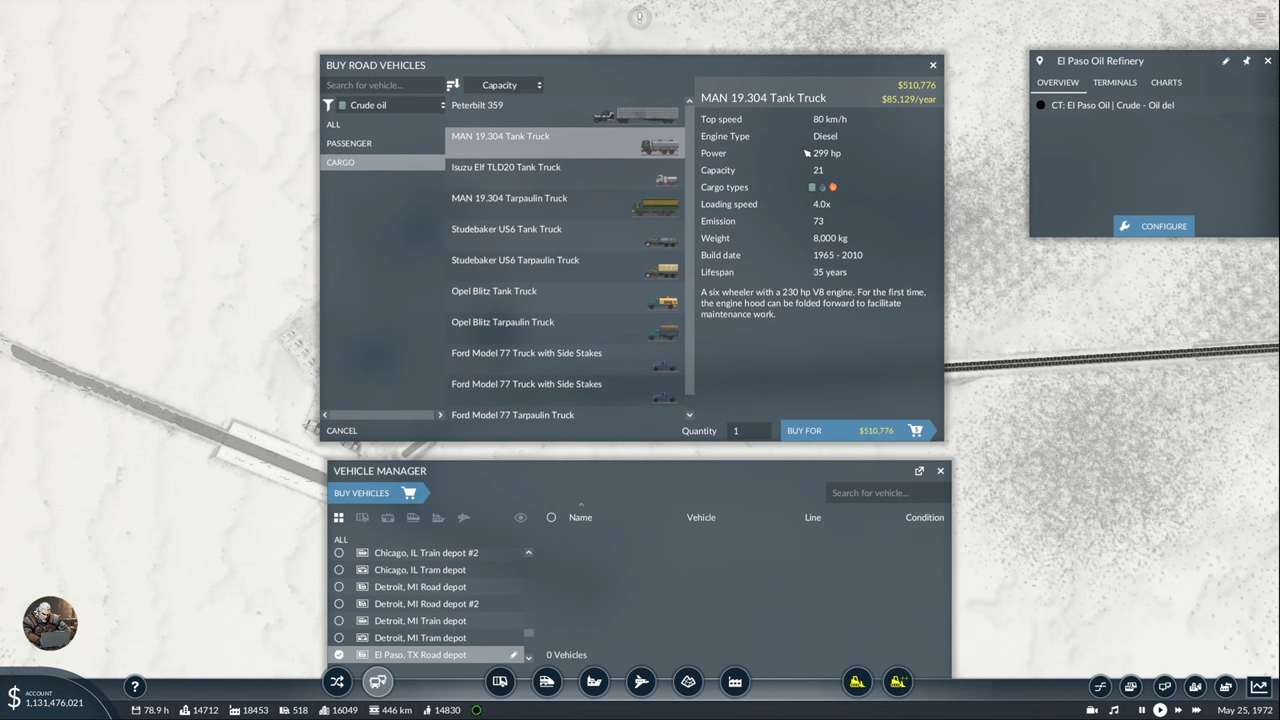 BUY ROAD VEHICLES
Search for vehicle...
Capacity
Crude oil
ALL
PASSENGER
CARGO
Peterbilt 359
MAN 19.304 Tank Truck
Isuzu Elf TLD20 Tank Truck
MAN 19.304 Tarpaulin Truck
Studebaker US6 Tank Truck
Studebaker US6 Tarpaulin Truck
Opel Blitz Tank Truck
Opel Blitz Tarpaulin Truck
Ford Model 77 Truck with Side Stakes
Ford Model 77 Truck with Side Stakes
Ford Model 77 Tarpaulin Truck
$510,776
MAN 19.304 Tank Truck
$85,129/year
Top speed 80 km/h
Engine Type Diesel
Power 299 hp
Capacity 21
Cargo types
Loading speed 4.0x
Emission 73
Weight 8,000 kg
Build date 1965 - 2010
Lifespan 35 years
A six wheeler with a 230 hp V8 engine. For the first time,
the engine hood can be folded forward to facilitate
maintenance work.
CANCEL
Quantity 1
BUY FOR $510,776
El Paso Oil Refinery
OVERVIEW TERMINALS CHARTS
CT: El Paso Oil | Crude - Oil del
CONFIGURE
VEHICLE MANAGER
BUY VEHICLES
Search for vehicle...
Name Vehicle Line Condition
ALL
Chicago, IL Train depot #2
Chicago, IL Tram depot
Detroit, MI Road depot
Detroit, MI Road depot #2
Detroit, MI Train depot
Detroit, MI Tram depot
El Paso, TX Road depot
0 Vehicles
$ ACCOUNT
1,131,476,021
?
78.9 h 14712 18453 518 16049 446 km 14830
May 25, 1972